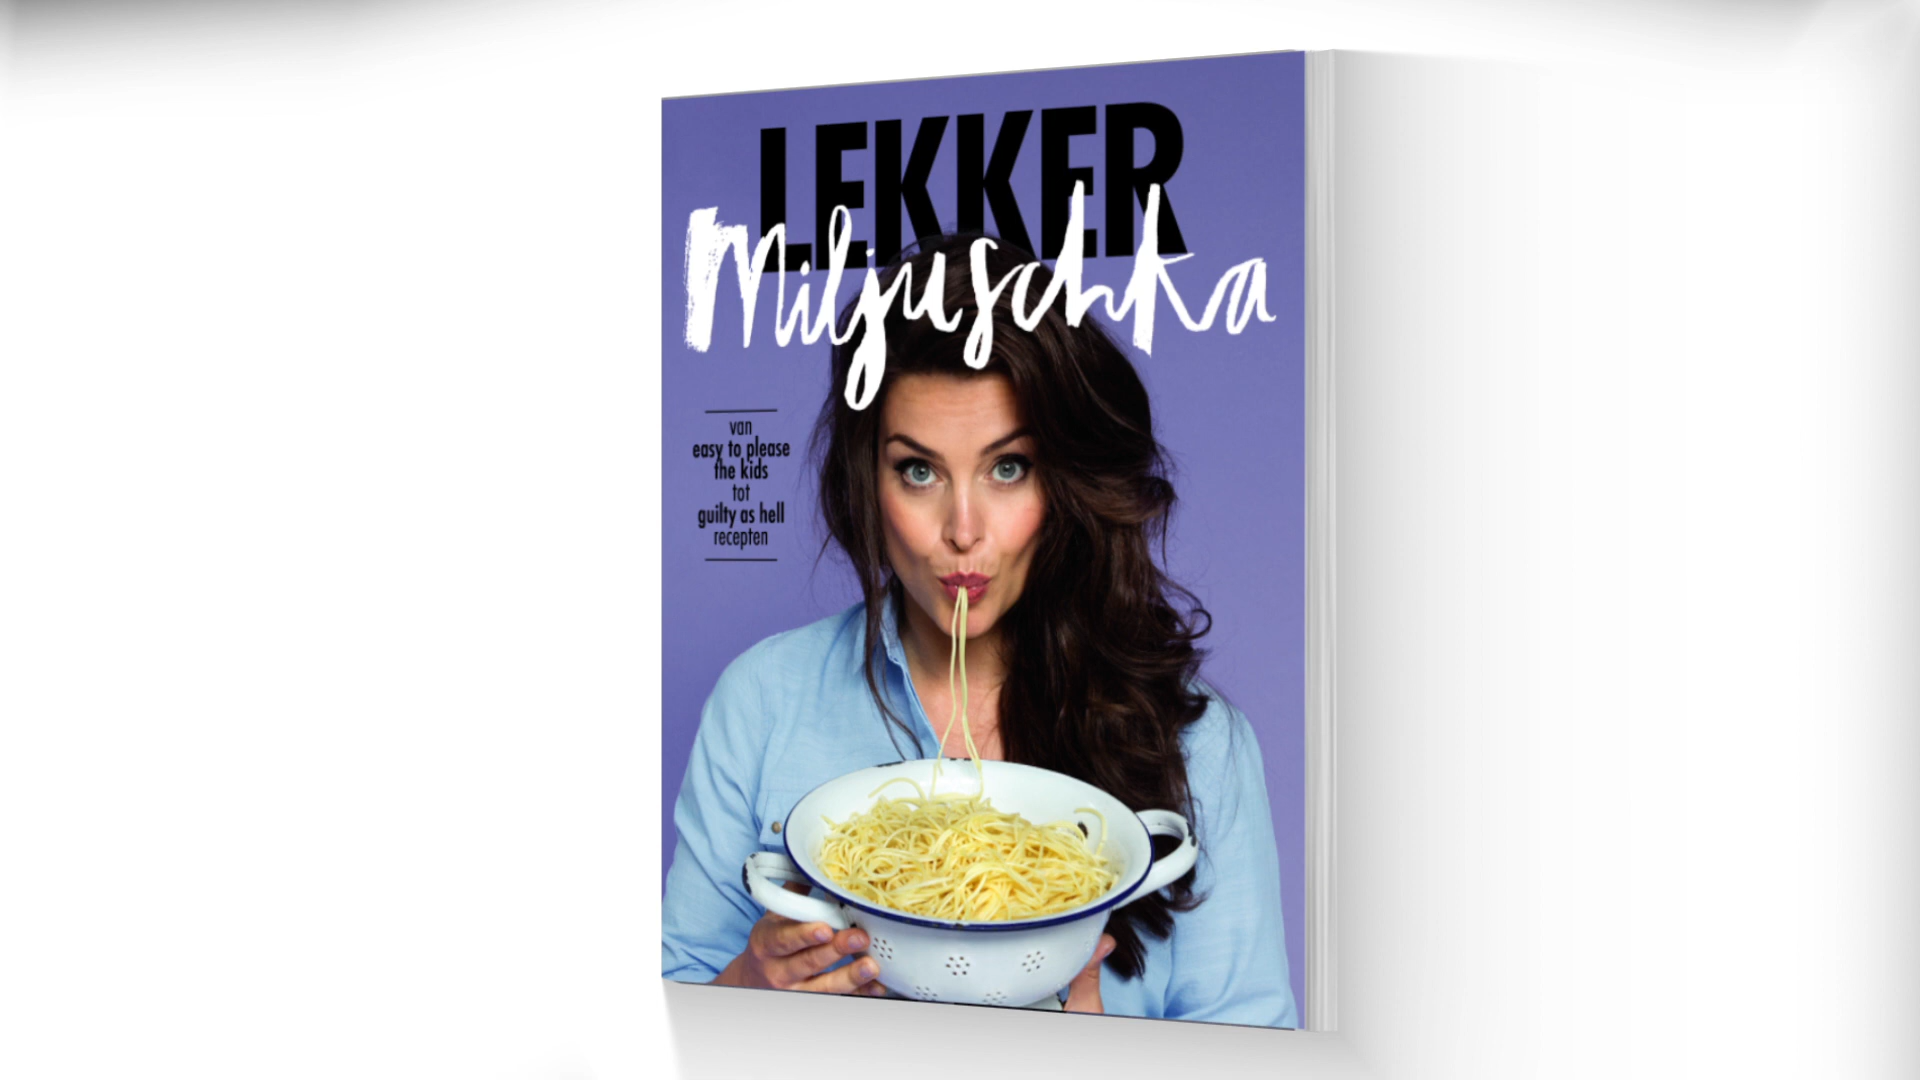 LEKKER
Miljuschka
van
easy to please
the kids
tot
guilty as hell
recepten